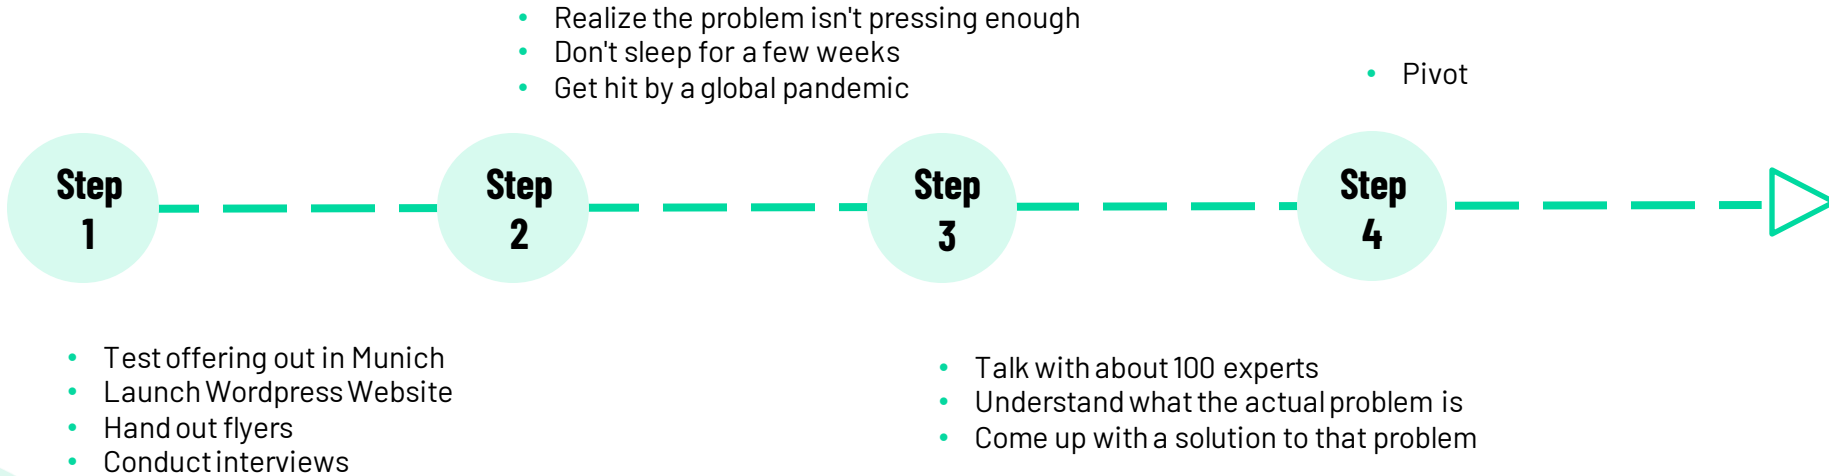 • Realize the problem isn't pressing enough
• Don't sleep for a few weeks
• Get hit by a global pandemic
• Pivot
Step
1
Step
2
Step
3
Step
4
• Test offering out in Munich
• Launch Wordpress Website
• Hand out flyers
• Conduct interviews
• Talk with about 100 experts
• Understand what the actual problem is
• Come up with a solution to that problem